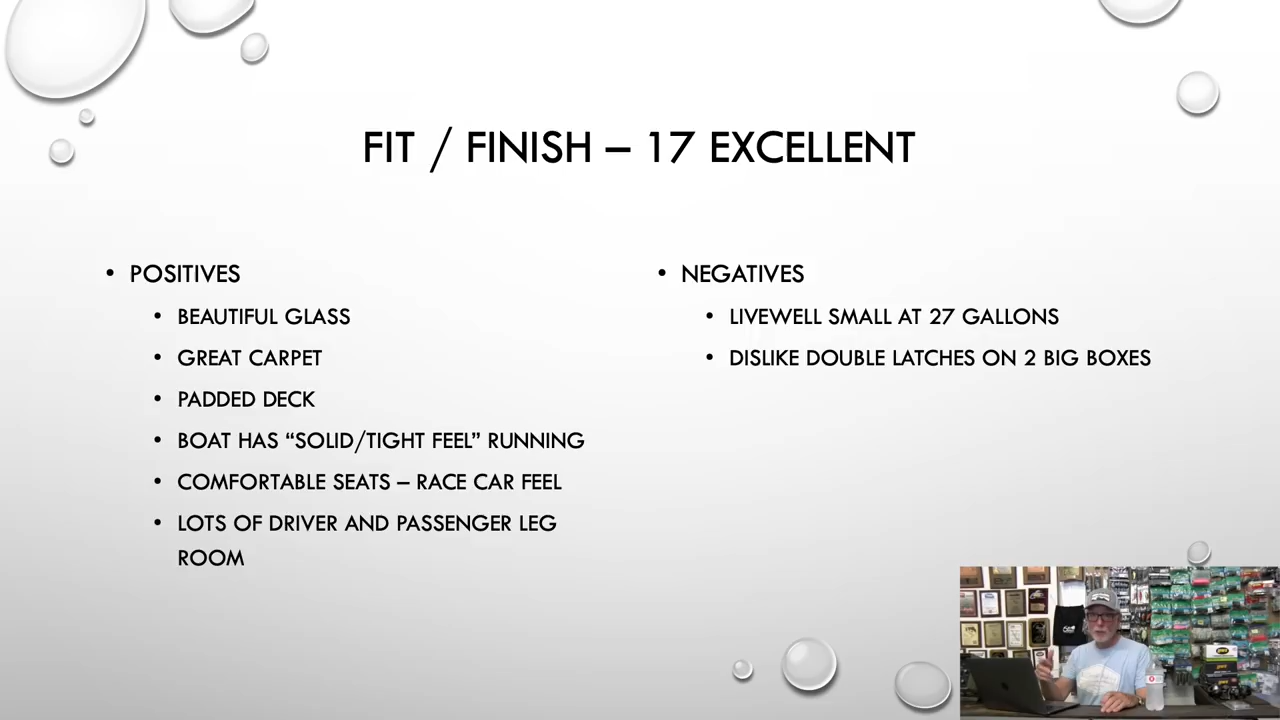 FIT / FINISH – 17 EXCELLENT
• POSITIVES
• BEAUTIFUL GLASS
• GREAT CARPET
• PADDED DECK
• BOAT HAS “SOLID/TIGHT FEEL” RUNNING
• COMFORTABLE SEATS – RACE CAR FEEL
• LOTS OF DRIVER AND PASSENGER LEG
ROOM
• NEGATIVES
• LIVEWELL SMALL AT 27 GALLONS
• DISLIKE DOUBLE LATCHES ON 2 BIG BOXES